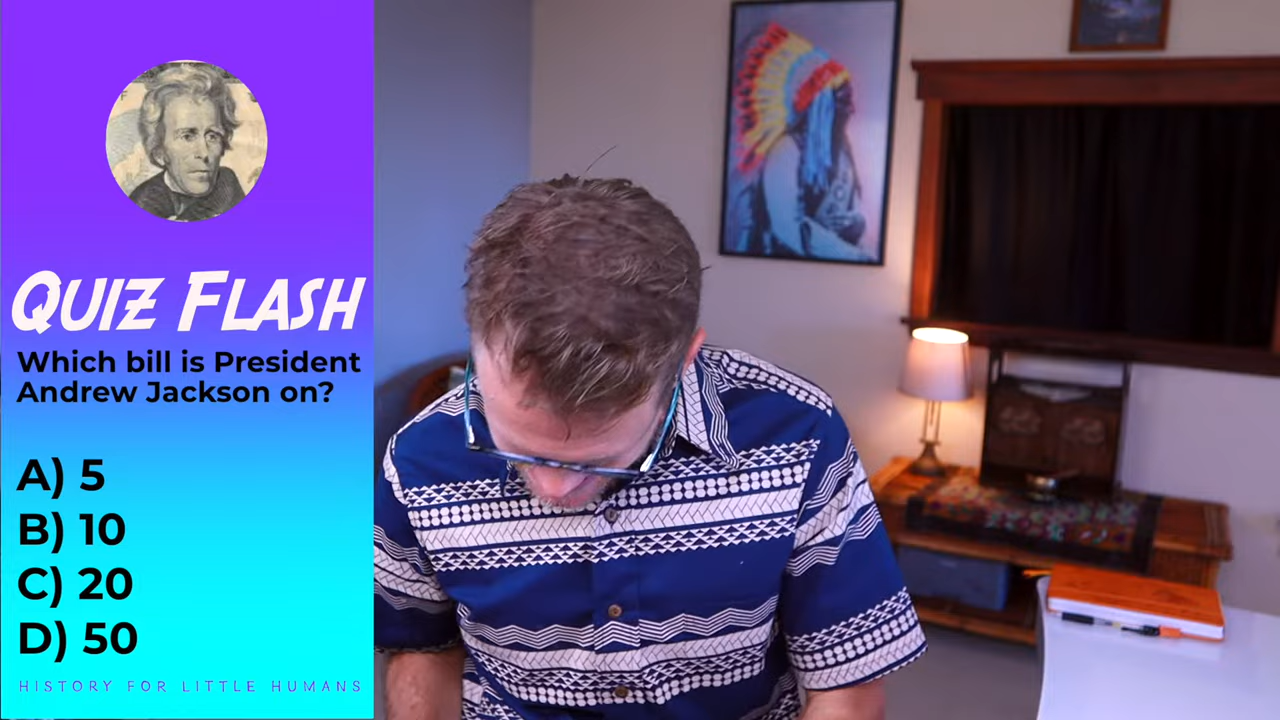 QUIZ FLASH
Which bill is President
Andrew Jackson on?
A) 5
B) 10
C) 20
D) 50
HISTORY FOR LITTLE HUMANS